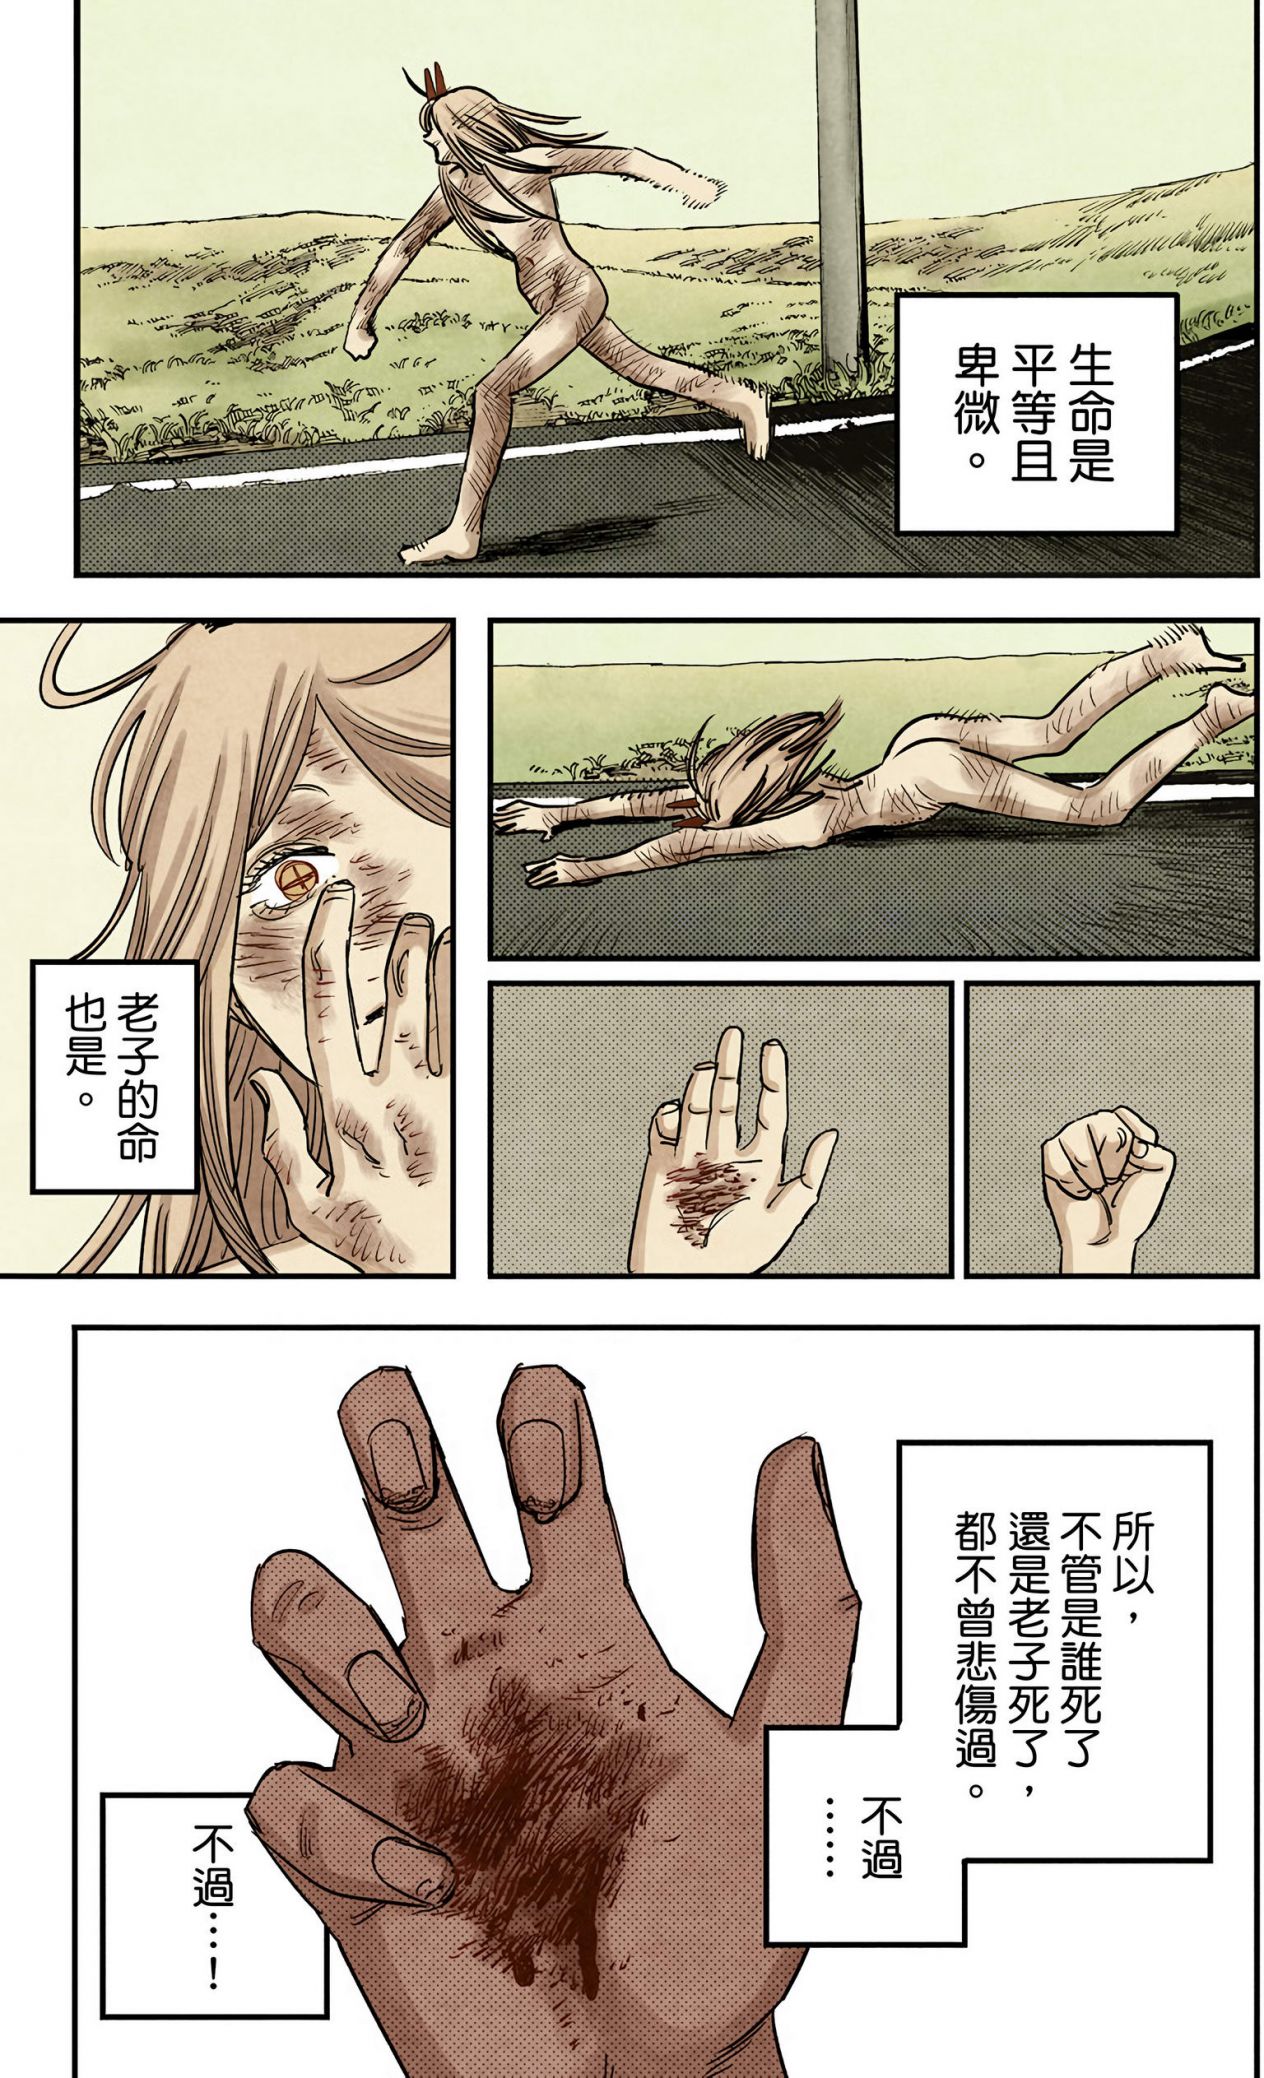 生命是
平等且
卑微。
老子的命
也是。
所以，
不管是誰死了
還是老子死了，
都不曾悲傷過。
不過
……
不過…！